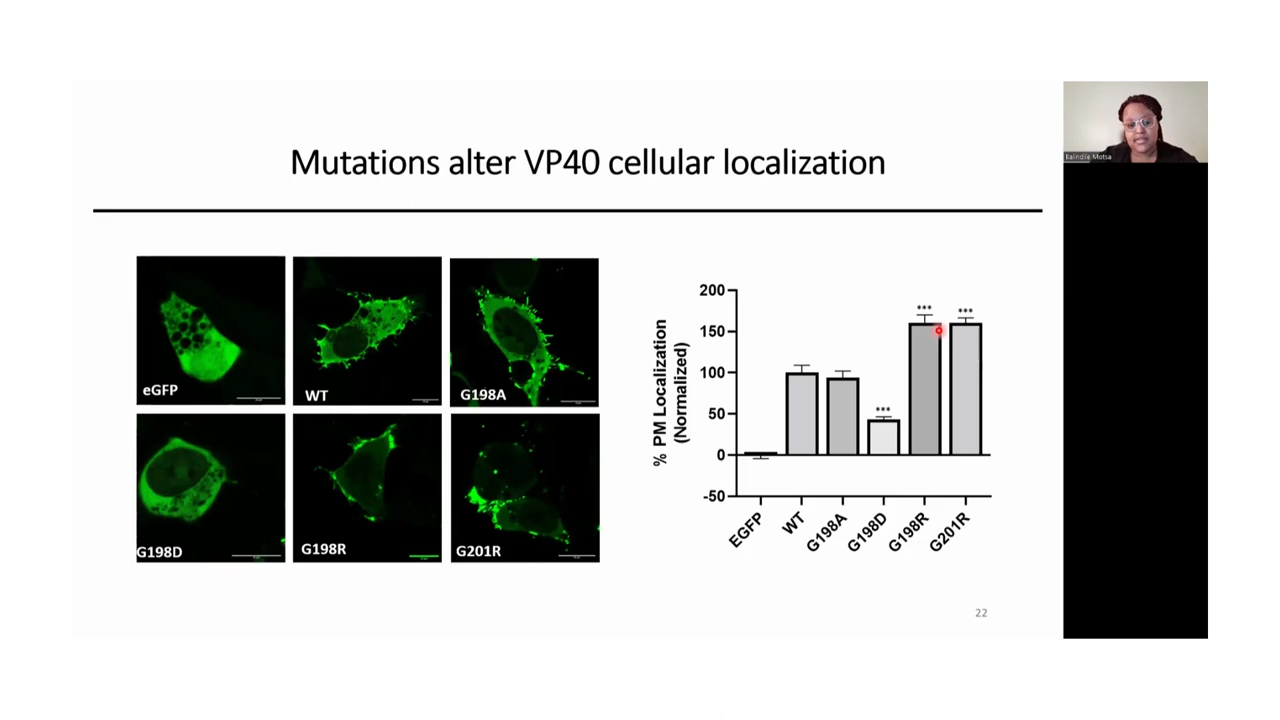 Mutations alter VP40 cellular localization
eGFP
WT
G198A
G198D
G198R
G201R
% PM Localization
(Normalized)
200
150
100
50
0
-50
***
***
***
EGFP
WT
G198A
G198D
G198R
G201R
22
Motsa